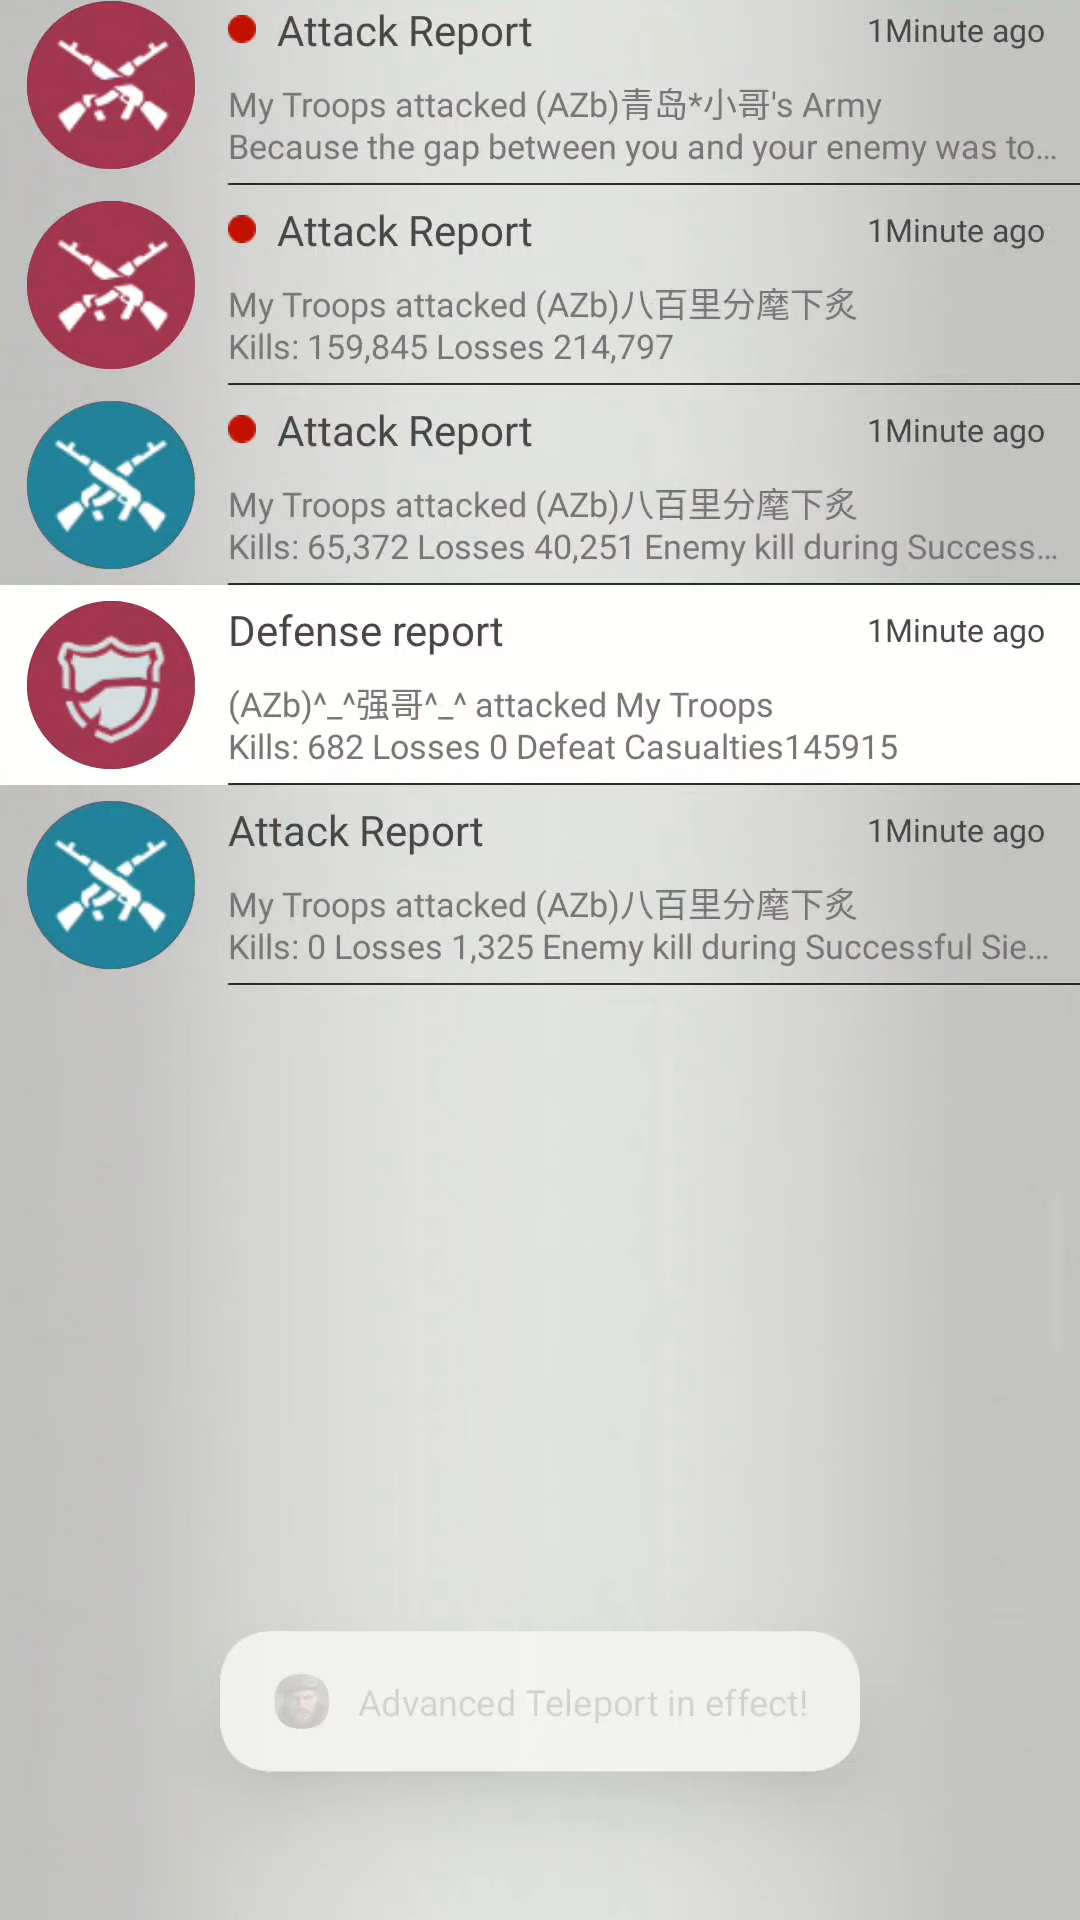 Attack Report
1Minute ago
My Troops attacked (AZb)青岛*小哥's Army
Because the gap between you and your enemy was to...
Attack Report
1Minute ago
My Troops attacked (AZb)八百里分麾下炙
Kills: 159,845 Losses 214,797
Attack Report
1Minute ago
My Troops attacked (AZb)八百里分麾下炙
Kills: 65,372 Losses 40,251 Enemy kill during Success...
Defense report
1Minute ago
(AZb)^_^强哥^_^ attacked My Troops
Kills: 682 Losses 0 Defeat Casualties145915
Attack Report
1Minute ago
My Troops attacked (AZb)八百里分麾下炙
Kills: 0 Losses 1,325 Enemy kill during Successful Sie...
Advanced Teleport in effect!